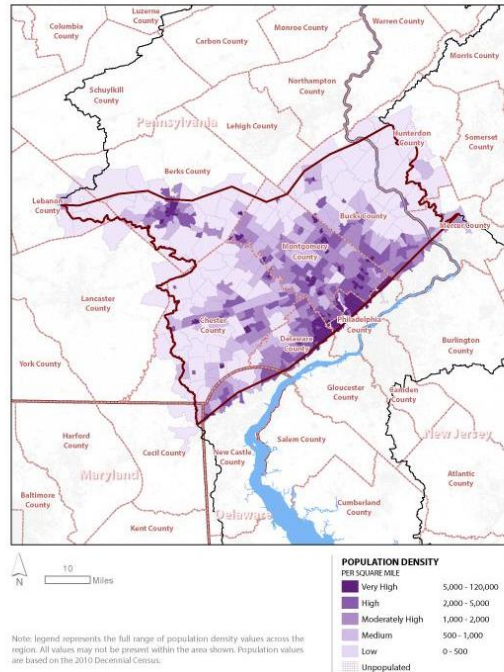 Columbia
County
Luzerne
County
Carbon County
Monroe County
Warren County
Morris County
Schuylkill
County
Northampton
County
Pennsylvania
Lehigh County
Hunterdon
County
Somerset
County
Berks County
Lebanon
County
Bucks County
Mercer County
Montgomery
County
Lancaster
County
Chester
County
Philadelphia
County
Delaware
County
Burlington
County
York County
Gloucester
County
Camden
County
New Jersey
Harford
County
Cecil County
New Castle
County
Salem County
Maryland
Atlantic
County
Baltimore
County
Cumberland
County
Delaware
Kent County
N
10
Miles
POPULATION DENSITY
PER SQUARE MILE
Very High 5,000 - 120,000
High 2,000 - 5,000
Moderately High 1,000 - 2,000
Medium 500 - 1,000
Low 0 - 500
Unpopulated
Note: legend represents the full range of population density values across the
region. All values may not be present within the area shown. Population values
are based on the 2010 Decennial Census.